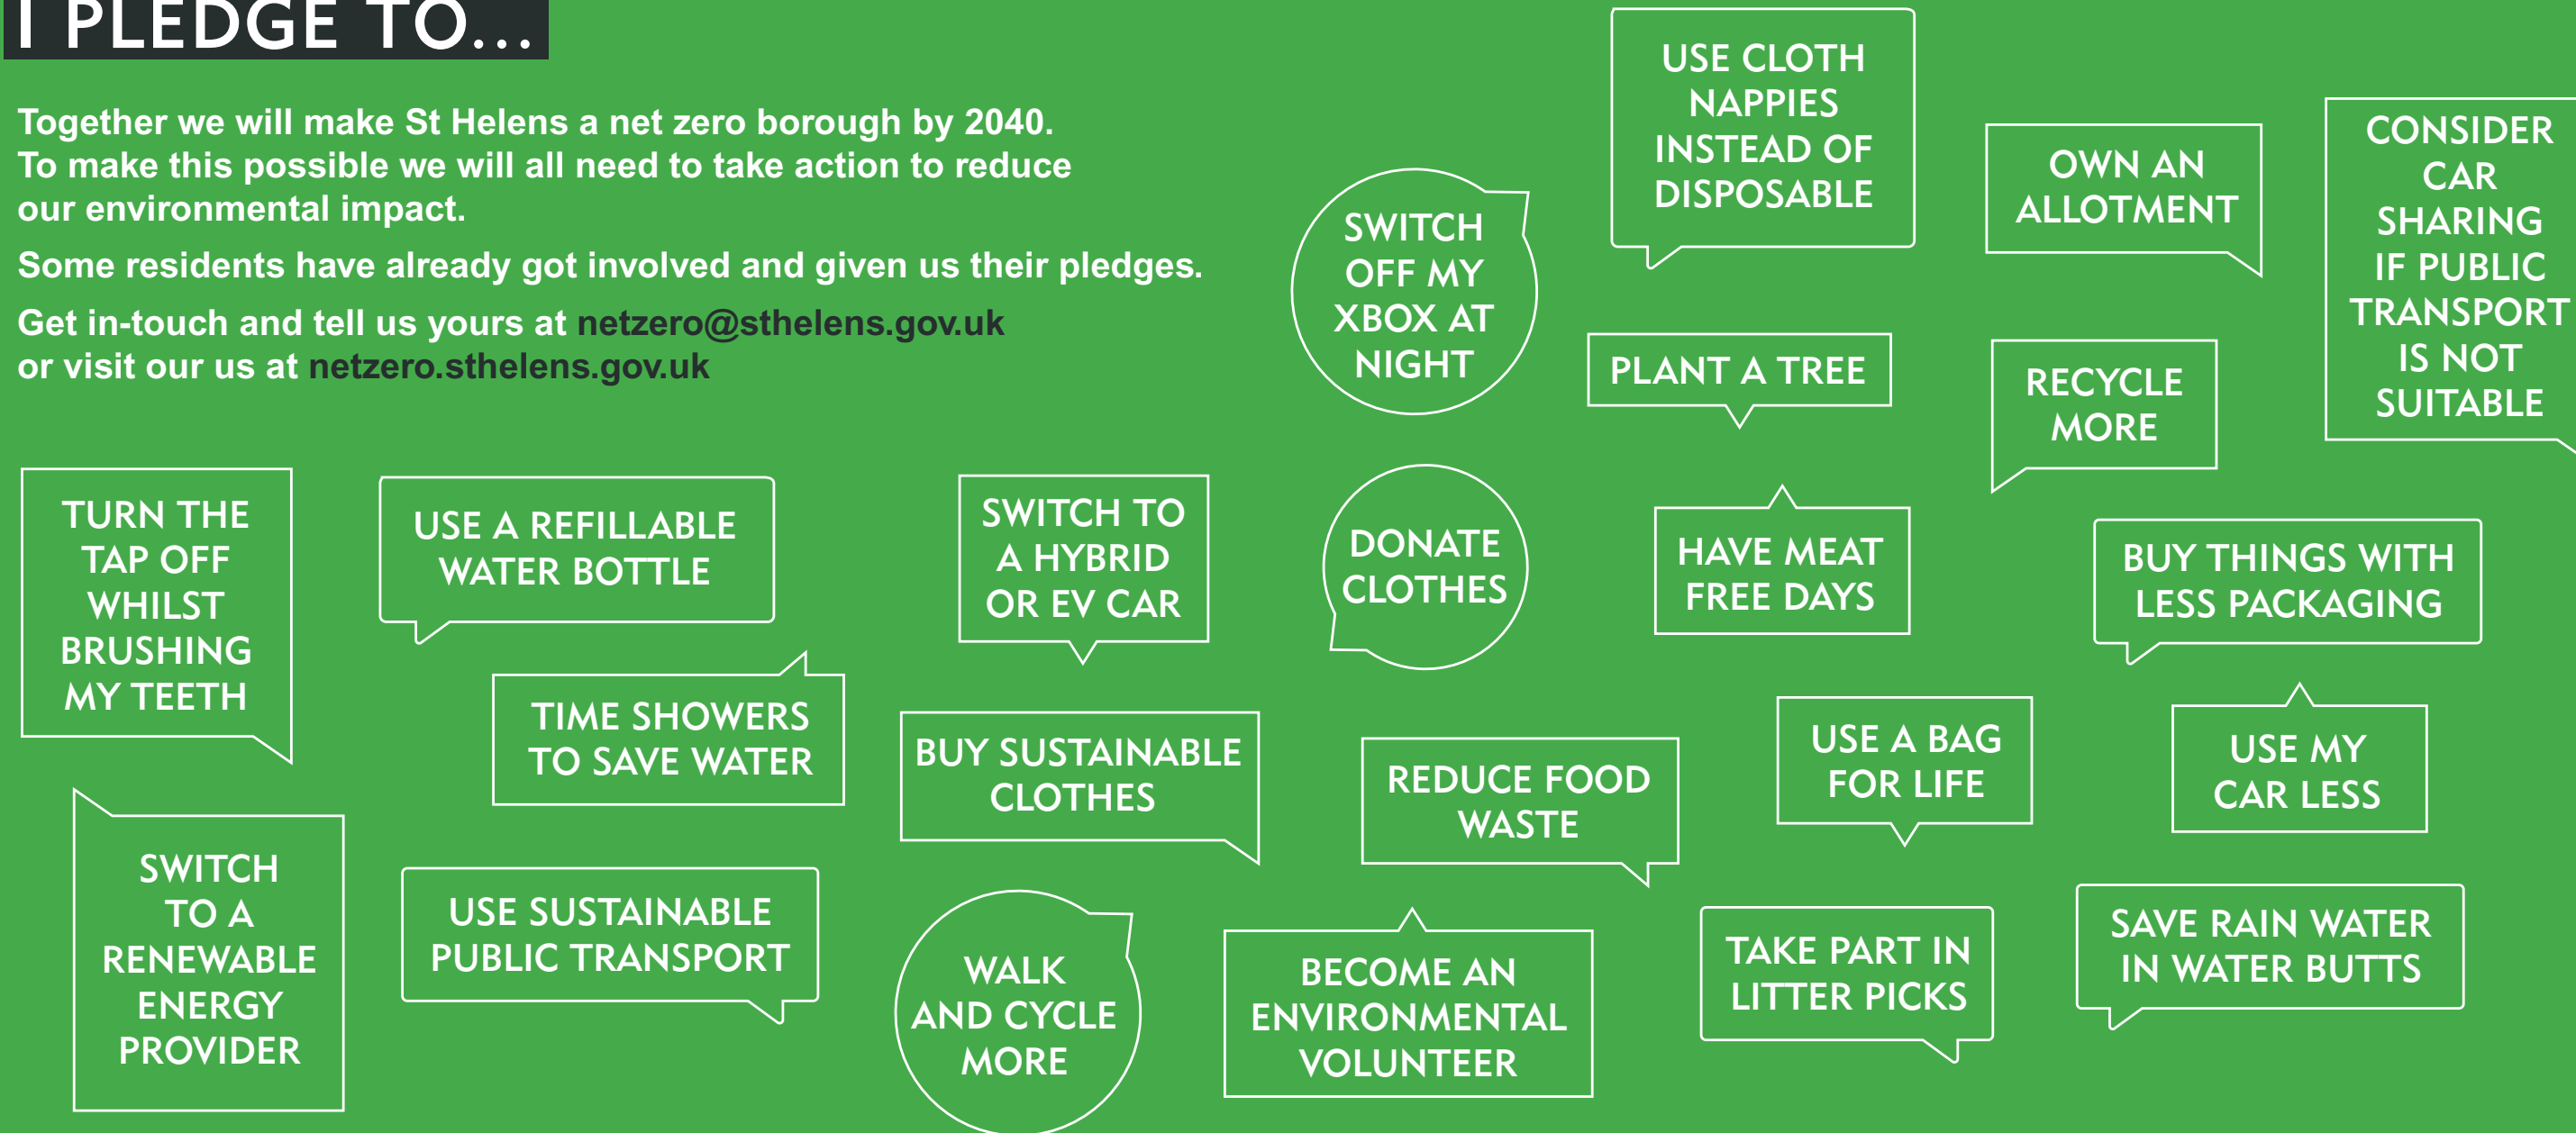 I PLEDGE TO...
Together we will make St Helens a net zero borough by 2040.
To make this possible we will all need to take action to reduce
our environmental impact.
Some residents have already got involved and given us their pledges.
Get in-touch and tell us yours at netzero@sthelens.gov.uk
or visit our us at netzero.sthelens.gov.uk
SWITCH
OFF MY
XBOX AT
NIGHT
USE CLOTH
NAPPIES
INSTEAD OF
DISPOSABLE
OWN AN
ALLOTMENT
CONSIDER
CAR
SHARING
IF PUBLIC
TRANSPORT
IS NOT
SUITABLE
PLANT A TREE
RECYCLE
MORE
TURN THE
TAP OFF
WHILST
BRUSHING
MY TEETH
USE A REFILLABLE
WATER BOTTLE
SWITCH TO
A HYBRID
OR EV CAR
DONATE
CLOTHES
HAVE MEAT
FREE DAYS
BUY THINGS WITH
LESS PACKAGING
TIME SHOWERS
TO SAVE WATER
BUY SUSTAINABLE
CLOTHES
REDUCE FOOD
WASTE
USE A BAG
FOR LIFE
USE MY
CAR LESS
SWITCH
TO A
RENEWABLE
ENERGY
PROVIDER
USE SUSTAINABLE
PUBLIC TRANSPORT
WALK
AND CYCLE
MORE
BECOME AN
ENVIRONMENTAL
VOLUNTEER
TAKE PART IN
LITTER PICKS
SAVE RAIN WATER
IN WATER BUTTS